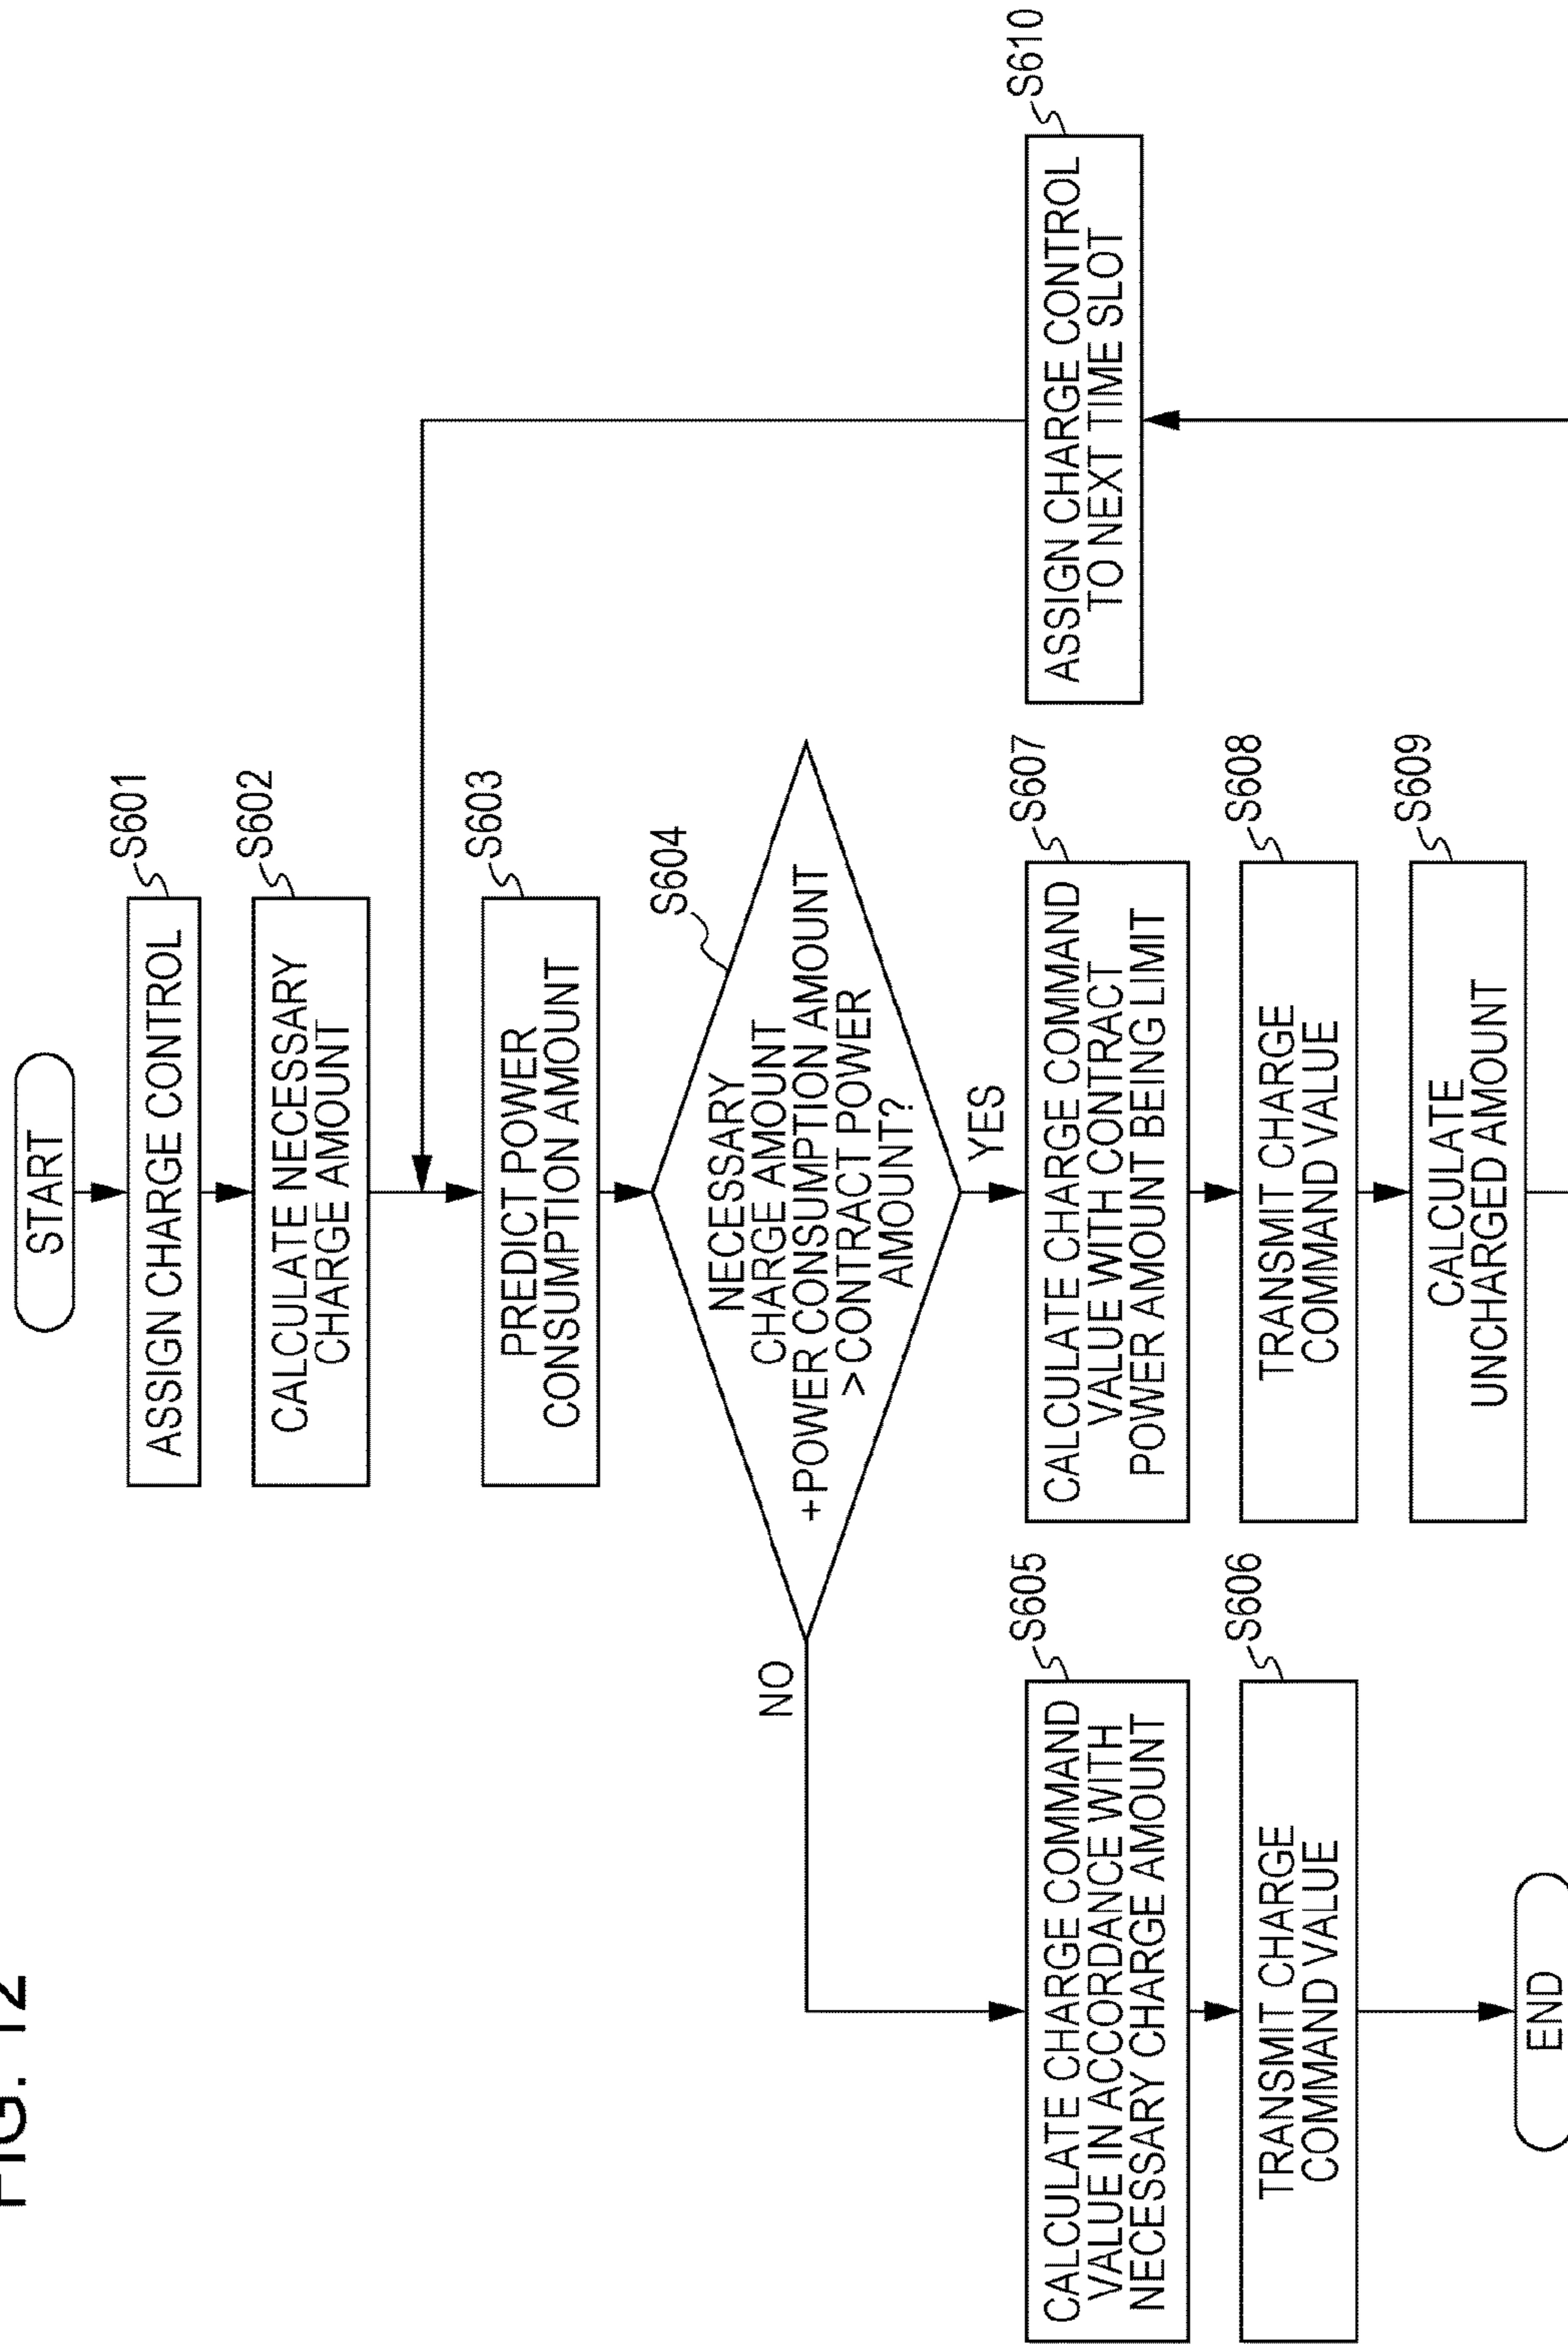 FIG. 12
START
ASSIGN CHARGE CONTROL
S601
CALCULATE NECESSARY
CHARGE AMOUNT
S602
PREDICT POWER
CONSUMPTION AMOUNT
S603
NECESSARY
CHARGE AMOUNT
+POWER CONSUMPTION AMOUNT
> CONTRACT POWER
AMOUNT?
S604
NO
YES
CALCULATE CHARGE COMMAND
VALUE IN ACCORDANCE WITH
NECESSARY CHARGE AMOUNT
S605
TRANSMIT CHARGE
COMMAND VALUE
S606
END
CALCULATE CHARGE COMMAND
VALUE WITH CONTRACT
POWER AMOUNT BEING LIMIT
S607
TRANSMIT CHARGE
COMMAND VALUE
S608
CALCULATE
UNCHARGED AMOUNT
S609
ASSIGN CHARGE CONTROL
TO NEXT TIME SLOT
S610